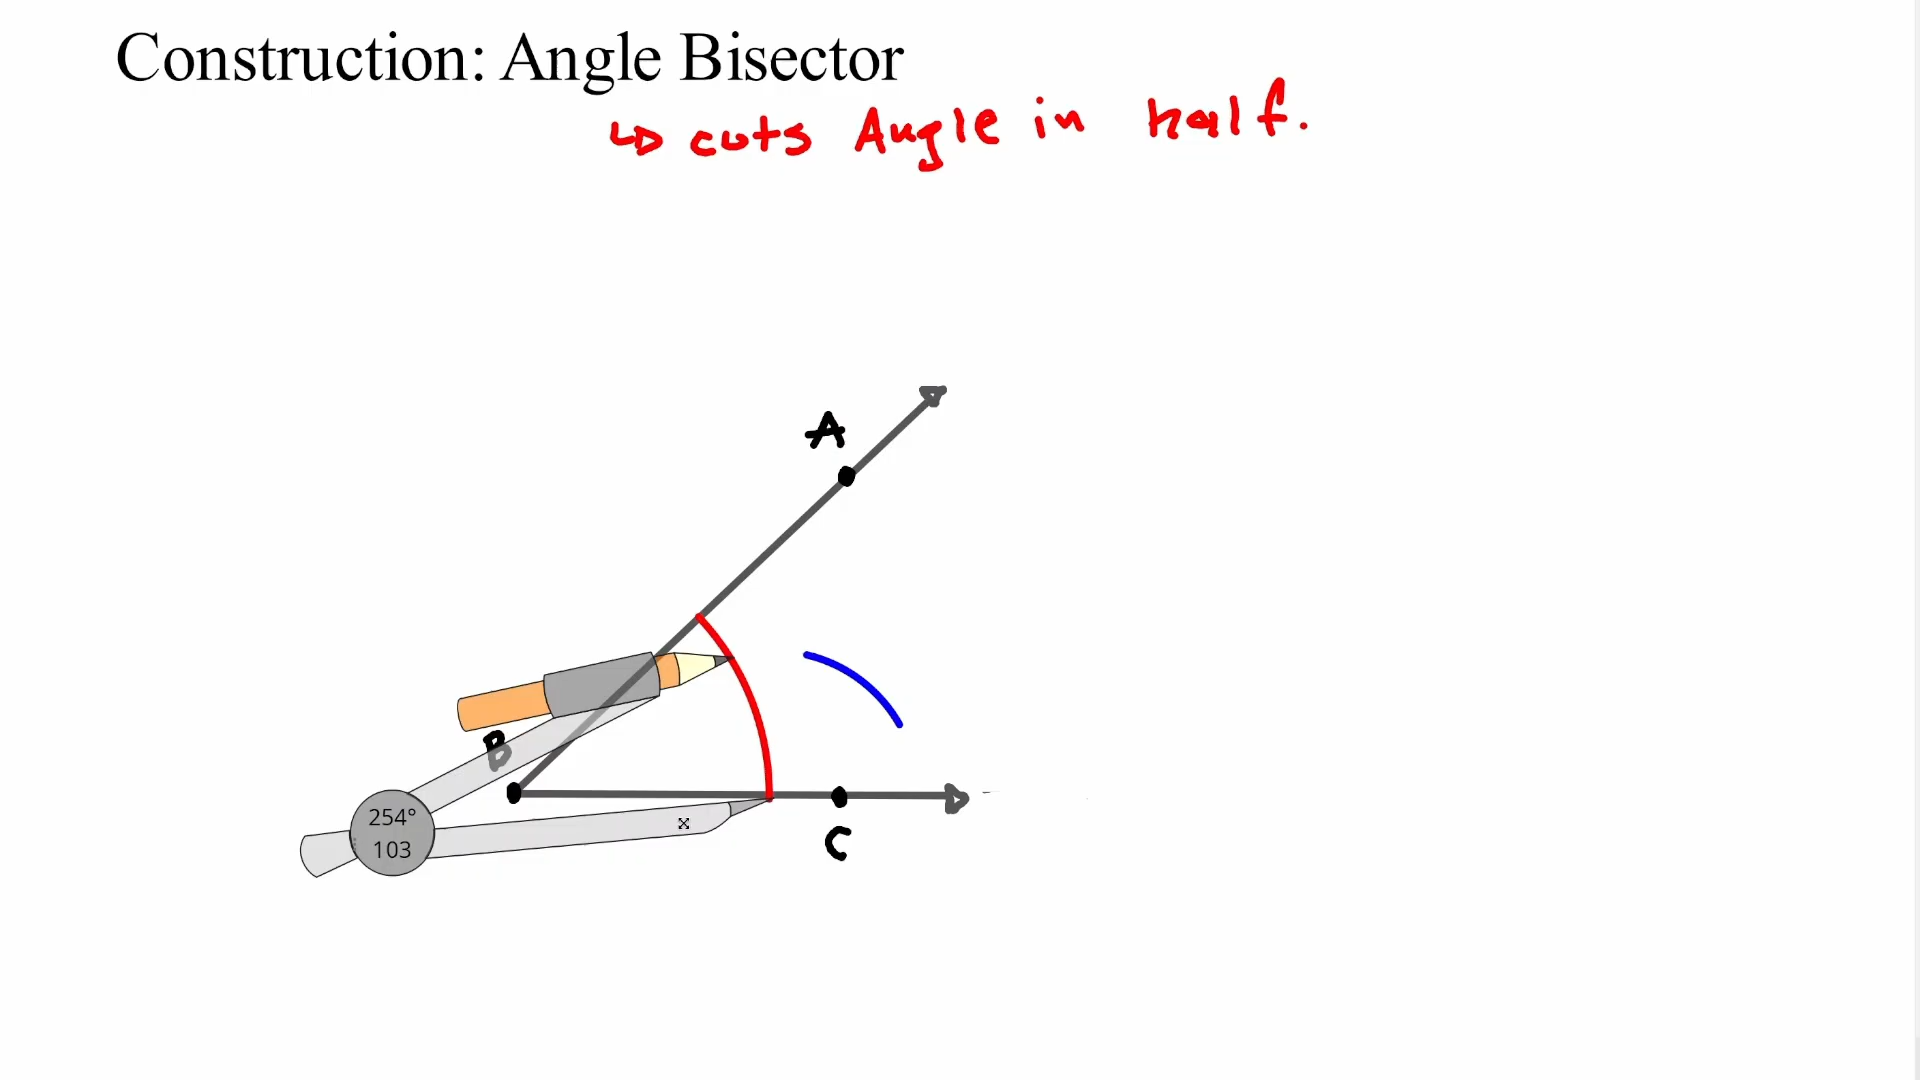 Construction: Angle Bisector
↳ cuts Angle in half.
A
B
254°
103
C